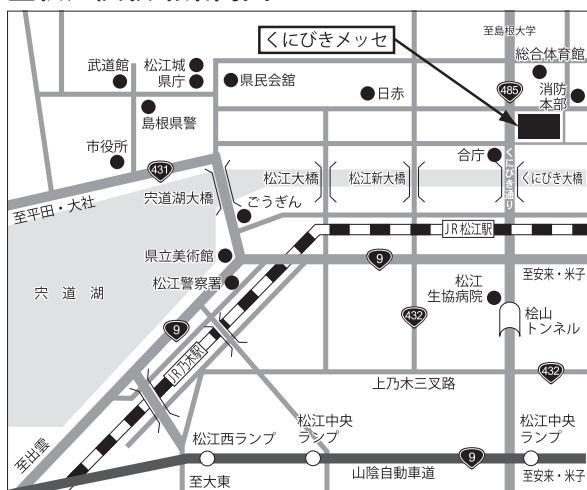 至島根大学
くにびきメッセ
総合体育館
武道館
松江城
県庁
県民会館
日赤
485
消防
本部
島根県警
市役所
合庁
431
宍道湖大橋
松江大橋
松江新大橋
くにびき通り
くにびき大橋
至平田・大社
ごうぎん
JR松江駅
県立美術館
9
至安来・米子
松江警察署
宍道湖
松江
生協病院
桧山
トンネル
9
432
JR乃木駅
上乃木三叉路
432
至出雲
松江西ランプ
松江中央
ランプ
松江中央
ランプ
山陰自動車道
9
至大東
至安来・米子